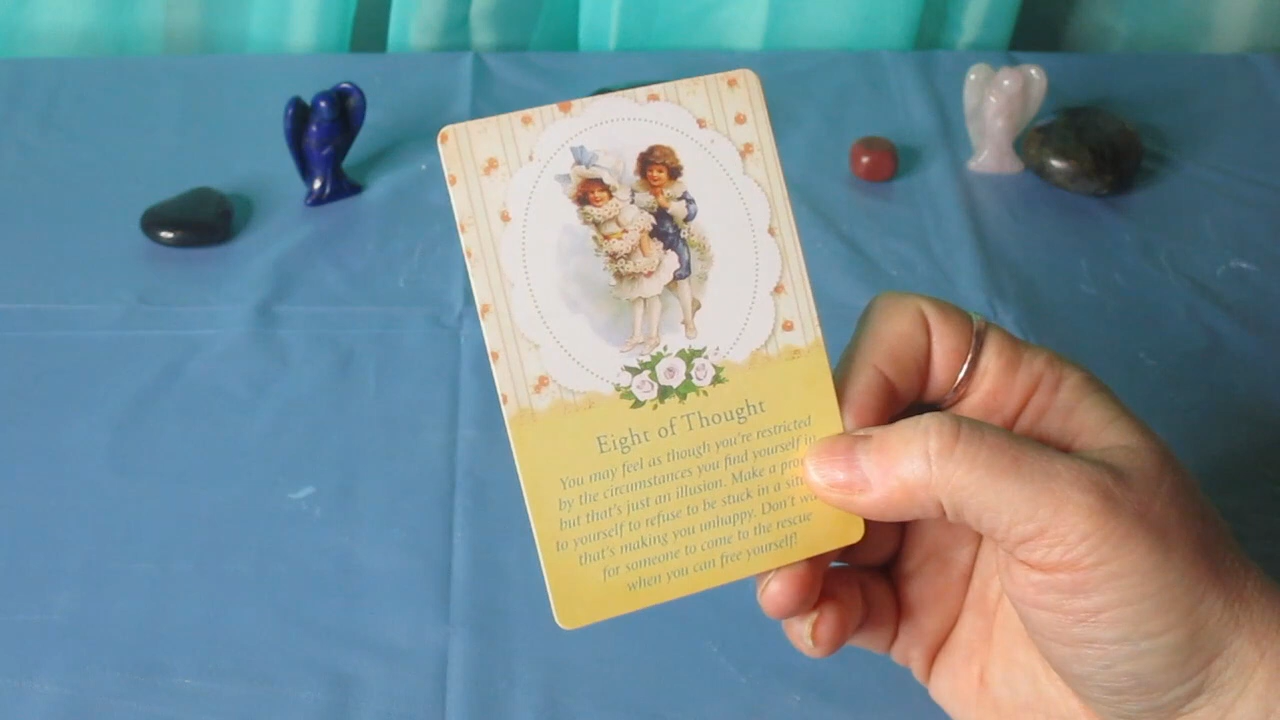 Eight of Thought
You may feel as though you're restricted
by the circumstances you find yourself in
but that's just an illusion. Make a
to yourself to refuse to be stuck in a
that's making you unhappy. Don't
for someone to come to the rescue
when you can free yourself!